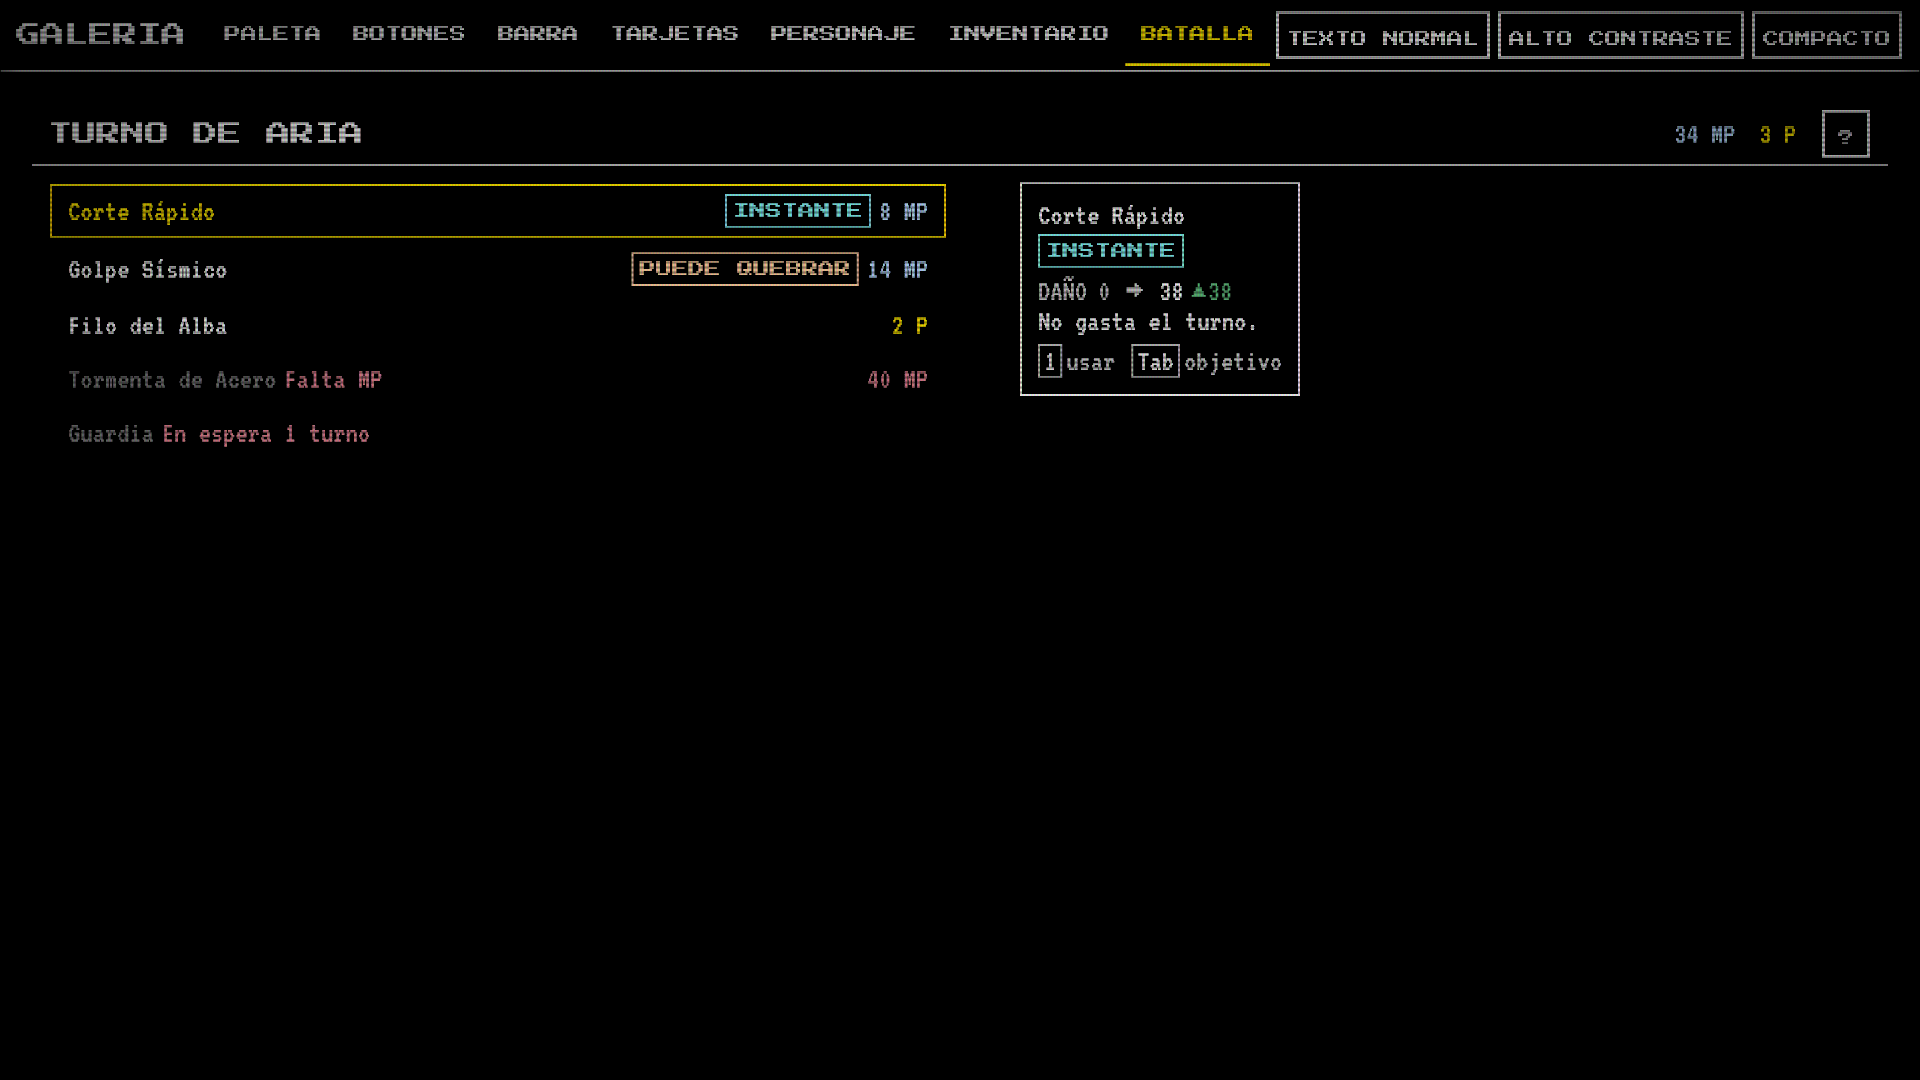 GALERIA PALETA BOTONES BARRA TARJETAS PERSONAJE INVENTARIO BATALLA TEXTO NORMAL ALTO CONTRASTE COMPACTO
TURNO DE ARIA 34 MP 3 P ?
Corte Rápido INSTANTE 8 MP
Golpe Sísmico PUEDE QUEBRAR 14 MP
Filo del Alba 2 P
Tormenta de Acero Falta MP 40 MP
Guardia En espera 1 turno
Corte Rápido
INSTANTE
DAÑO 0 → 38 ▲38
No gasta el turno.
1 usar Tab objetivo